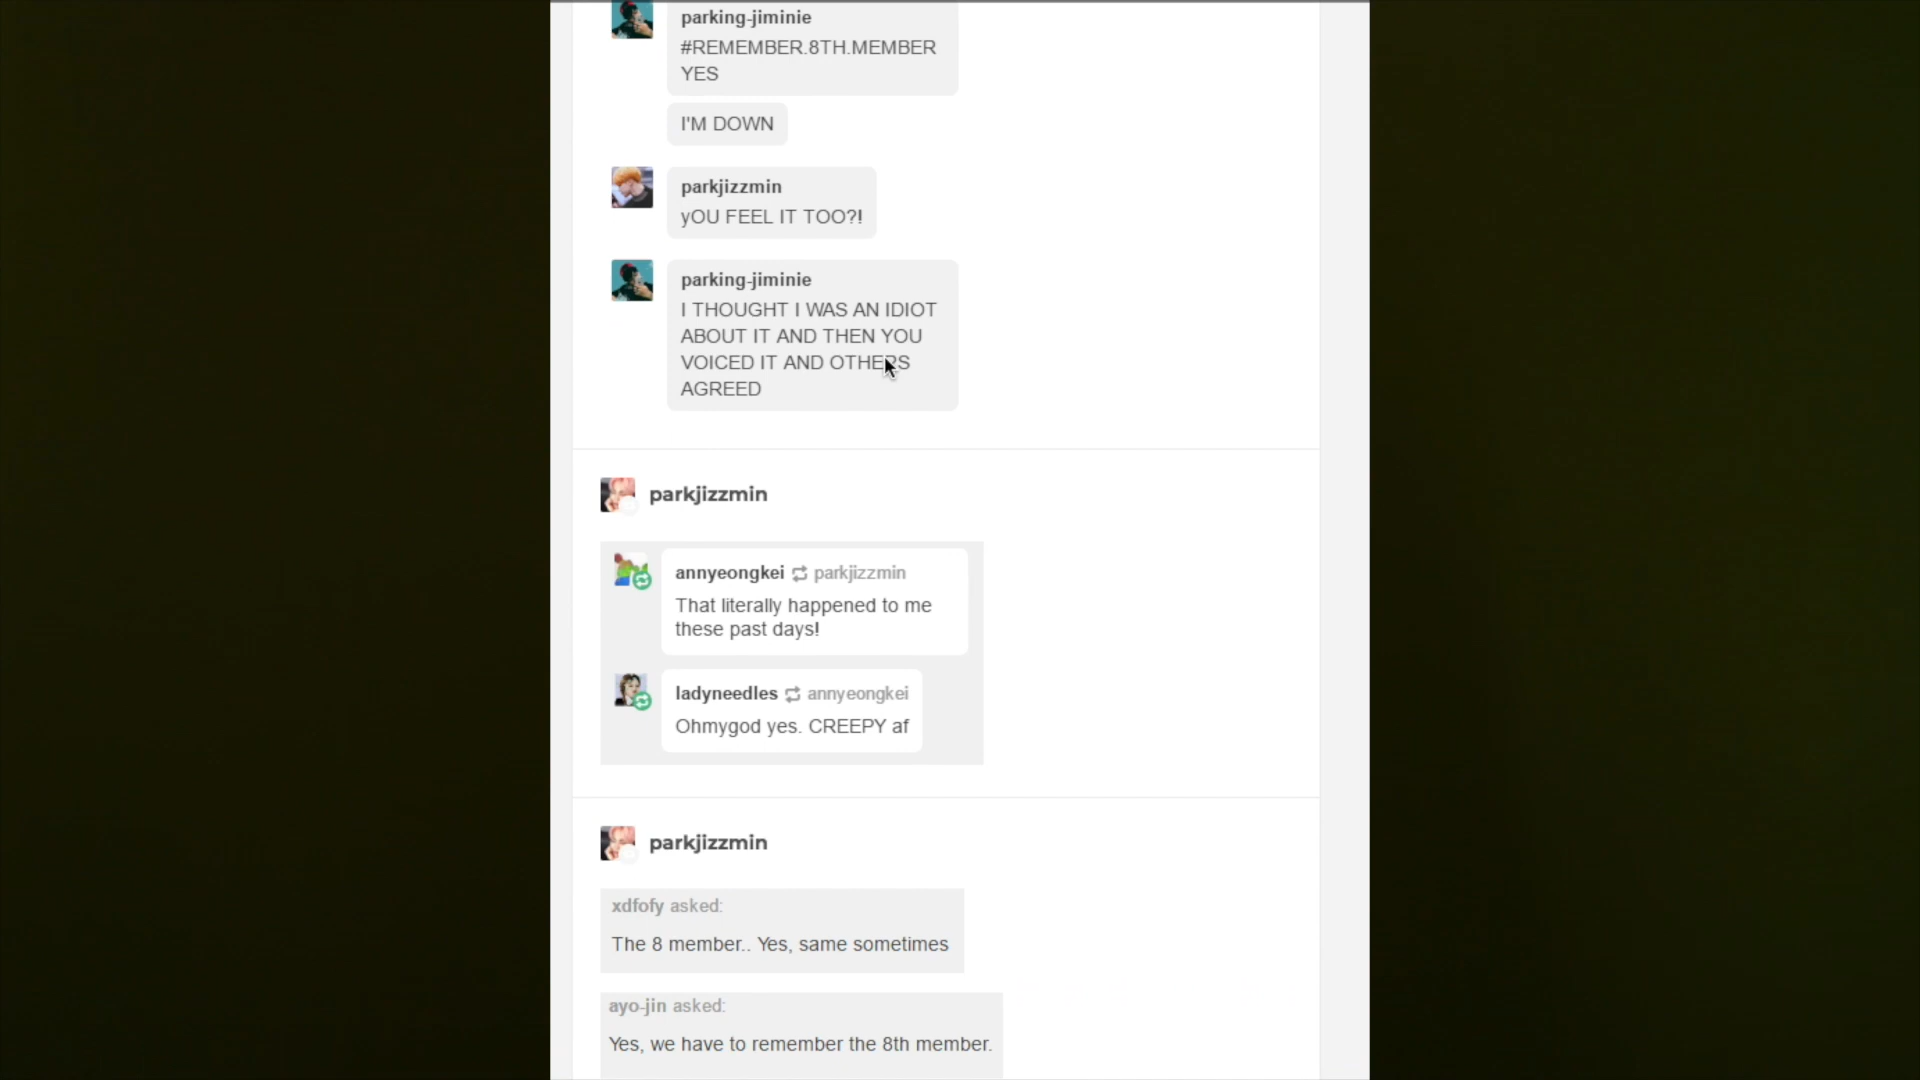 parking-jiminie
#REMEMBER.8TH.MEMBER
YES
I'M DOWN
parkjizzmin
yOU FEEL IT TOO?!
parking-jiminie
I THOUGHT I WAS AN IDIOT
ABOUT IT AND THEN YOU
VOICED IT AND OTHERS
AGREED
parkjizzmin
annyeongkei parkjizzmin
That literally happened to me
these past days!
ladyneedles annyeongkei
Ohmygod yes. CREEPY af
parkjizzmin
xdfofy asked:
The 8 member.. Yes, same sometimes
ayo-jin asked:
Yes, we have to remember the 8th member.